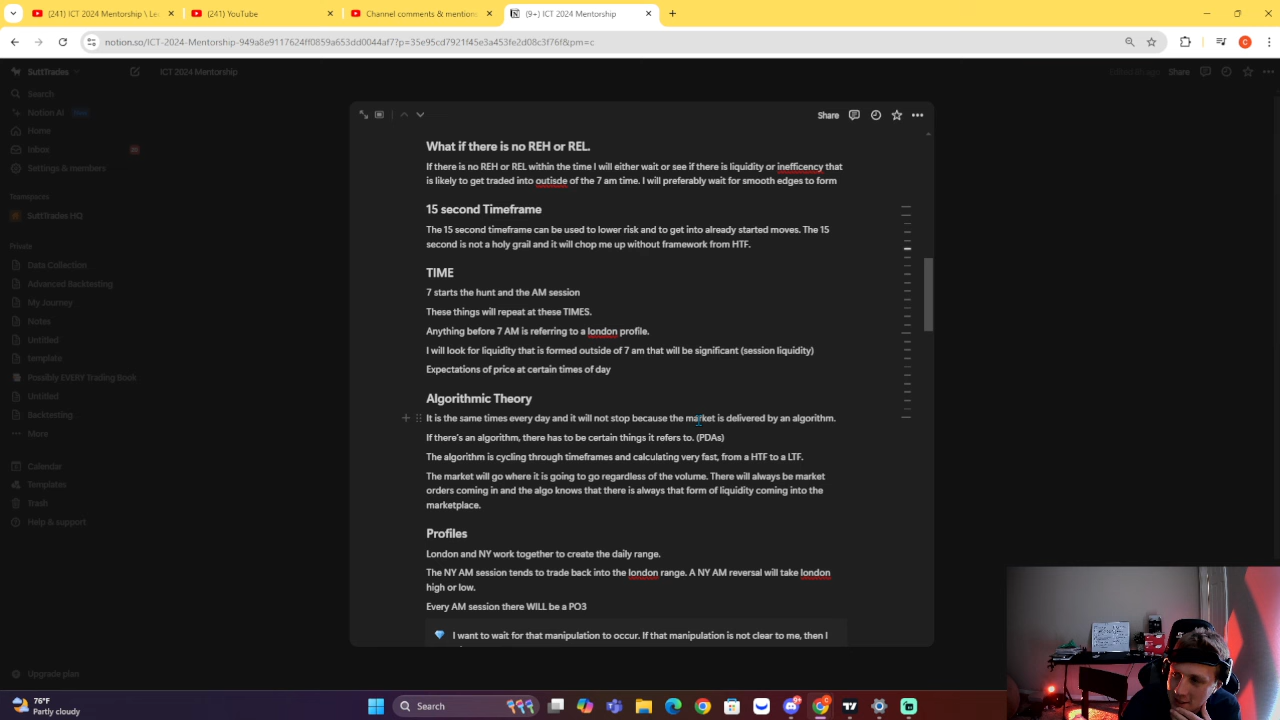 (241) ICT 2024 Mentorship \ Le
(241) YouTube
Channel comments & mentions
(9+) ICT 2024 Mentorship
notion.so/ICT-2024-Mentorship-949a8e9117624ff0859a653dd0044af7?p=35e95cd7921f45e3a453fe2d08c3f76f&pm=c
SuttTrades
ICT 2024 Mentorship
Share
Search
Notion AI
Home
Inbox
Settings & members
Teamspaces
SuttTrades HQ
Private
Data Collection
Advanced Backtesting
My Journey
Notes
Untitled
template
Possibly EVERY Trading Book
Untitled
Backtesting
More
Calendar
Templates
Trash
Help & support
Upgrade plan
Share
What if there is no REH or REL.
If there is no REH or REL within the time I will either wait or see if there is liquidity or inefficency that
is likely to get traded into outiside of the 7 am time. I will preferably wait for smooth edges to form
15 second Timeframe
The 15 second timeframe can be used to lower risk and to get into already started moves. The 15
second is not a holy grail and it will chop me up without framework from HTF.
TIME
7 starts the hunt and the AM session
These things will repeat at these TIMES.
Anything before 7 AM is referring to a london profile.
I will look for liquidity that is formed outside of 7 am that will be significant (session liquidity)
Expectations of price at certain times of day
Algorithmic Theory
It is the same times every day and it will not stop because the market is delivered by an algorithm.
If there's an algorithm, there has to be certain things it refers to. (PDAs)
The algorithm is cycling through timeframes and calculating very fast, from a HTF to a LTF.
The market will go where it is going to go regardless of the volume. There will always be market
orders coming in and the algo knows that there is always that form of liquidity coming into the
marketplace.
Profiles
London and NY work together to create the daily range.
The NY AM session tends to trade back into the london range. A NY AM reversal will take london
high or low.
Every AM session there WILL be a PO3
I want to wait for that manipulation to occur. If that manipulation is not clear to me, then I
76°F
Partly cloudy
Search